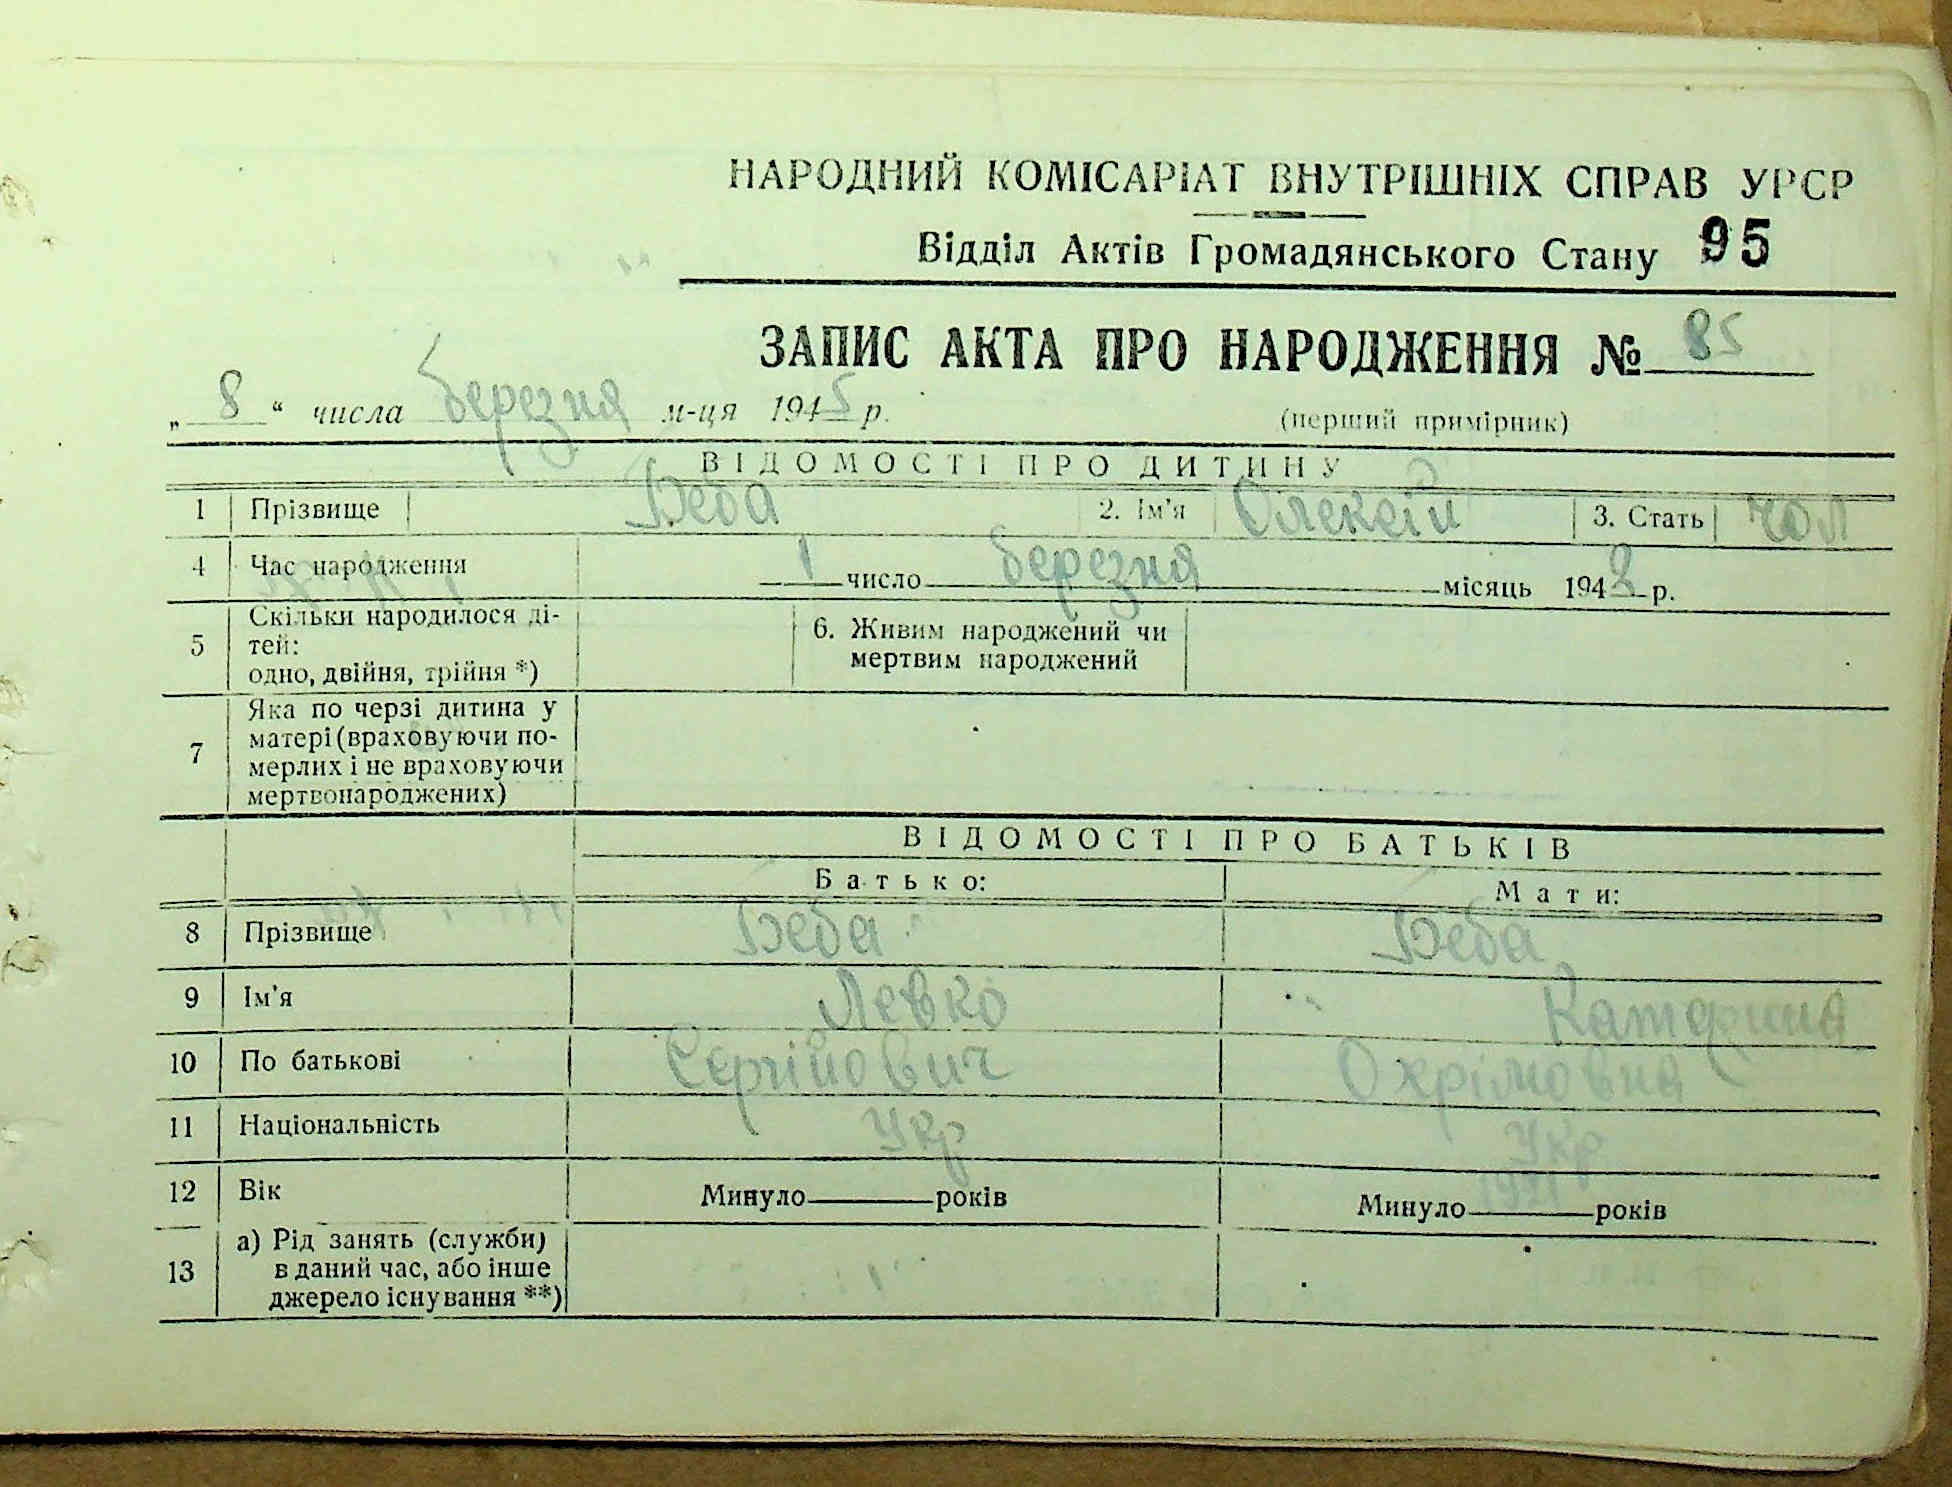 НАРОДНИЙ КОМІСАРІАТ ВНУТРІШНІХ СПРАВ УРСР
Відділ Актів Громадянського Стану 95
ЗАПИС АКТА ПРО НАРОДЖЕННЯ № 85
„ 8 “ числа березня м-ця 1945 р. (перший примірник)
ВІДОМОСТІ ПРО ДИТИНУ
1 Прізвище Беба 2. Ім'я Олексій 3. Стать чол
4 Час народження 1 число березня місяць 1942 р.
5 Скільки народилося ді-
тей:
одно, двійня, трійня *)
6. Живим народжений чи
мертвим народжений
7 Яка по черзі дитина у
матері (враховуючи по-
мерлих і не враховуючи
мертвонароджених)
ВІДОМОСТІ ПРО БАТЬКІВ
Батько: Мати:
8 Прізвище Беба Беба
9 Ім'я Левко Катерина
10 По батькові Сергійович Охрімовна
11 Національність Укр Укр
12 Вік Минуло років Минуло 1921 років
13 а) Рід занять (служби)
в даний час, або інше
джерело існування **)